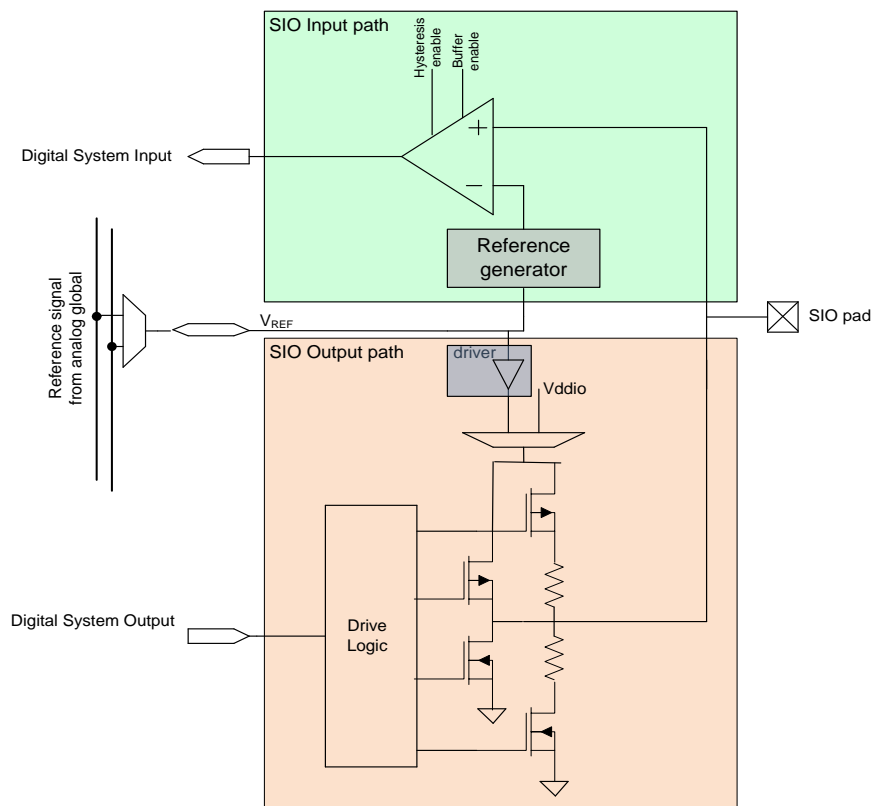 SIO Input path
Hysteresis
enable
Buffer
enable
+
−
Digital System Input
Reference
generator
Reference signal
from analog global
VREF
SIO pad
SIO Output path
driver
Vddio
Drive
Logic
Digital System Output